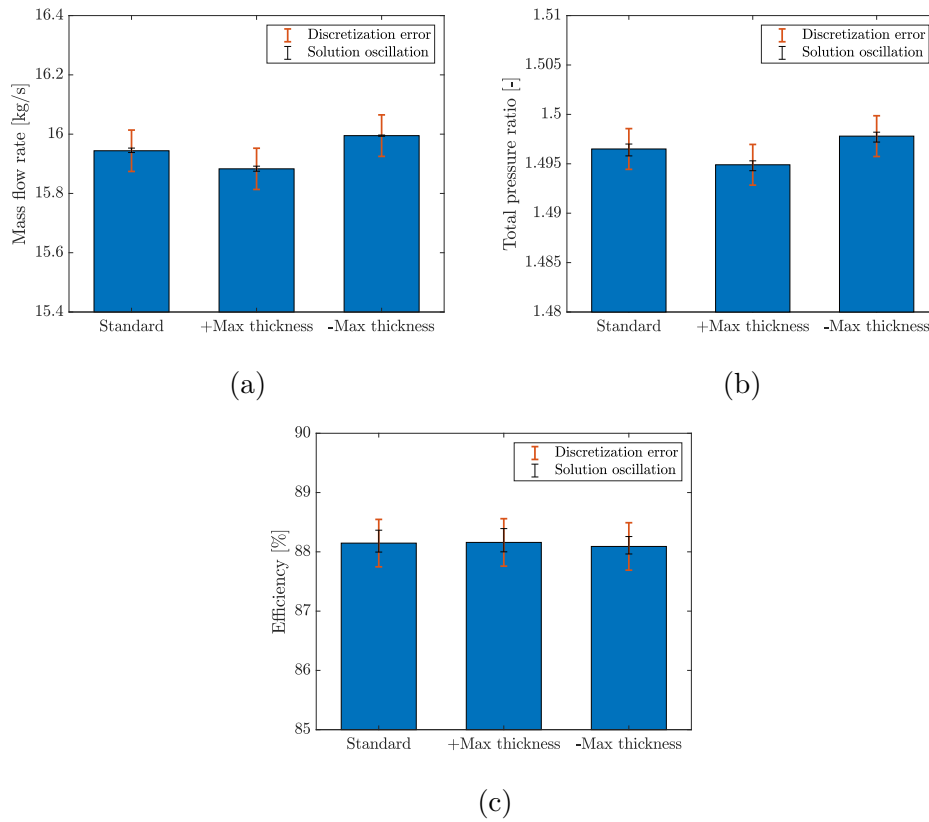 16.4
16.2
16
15.8
15.6
15.4
Mass flow rate [kg/s]
Discretization error
Solution oscillation
Standard
+Max thickness
-Max thickness
(a)
1.51
1.505
1.5
1.495
1.49
1.485
1.48
Total pressure ratio [-]
Discretization error
Solution oscillation
Standard
+Max thickness
-Max thickness
(b)
90
89
88
87
86
85
Efficiency [%]
Discretization error
Solution oscillation
Standard
+Max thickness
-Max thickness
(c)